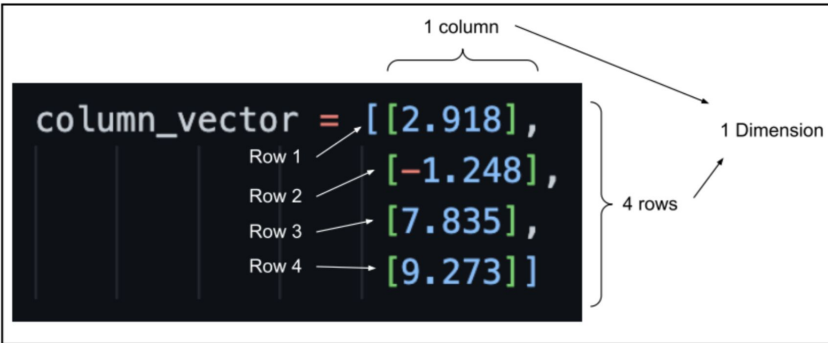 1 column
column_vector = [[2.918],
1 Dimension
Row 1
[-1.248],
Row 2
4 rows
[7.835],
Row 3
[9.273]]
Row 4